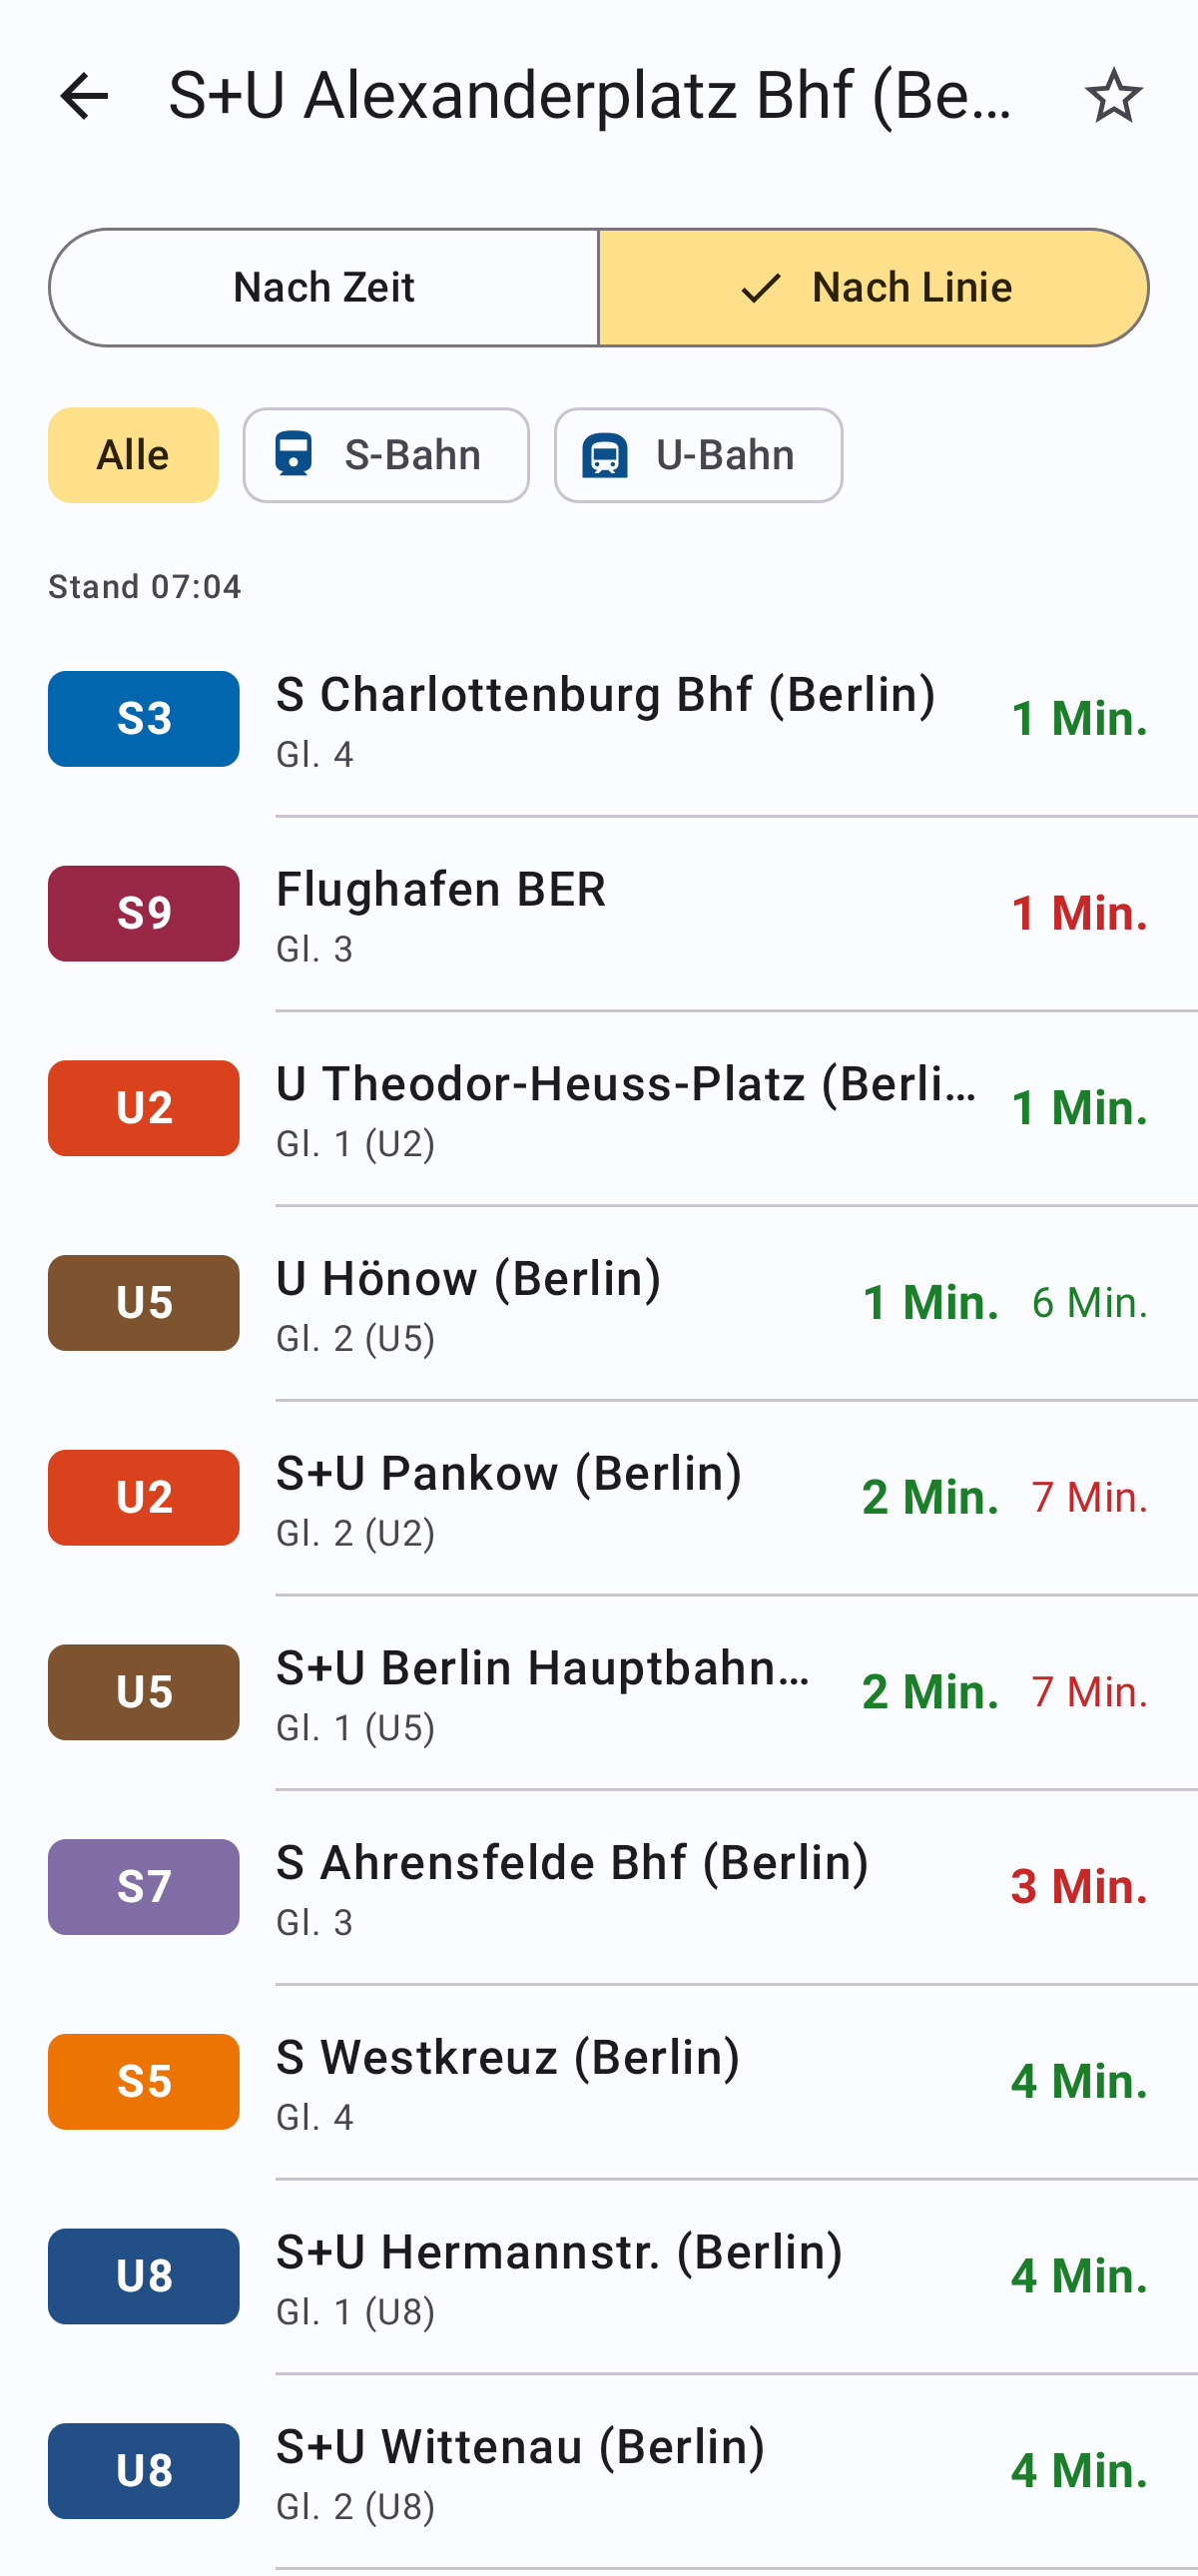 S+U Alexanderplatz Bhf (Be…
Nach Zeit
Nach Linie
Alle
S-Bahn
U-Bahn
Stand 07:04
S3
S Charlottenburg Bhf (Berlin)
Gl. 4
1 Min.
S9
Flughafen BER
Gl. 3
1 Min.
U2
U Theodor-Heuss-Platz (Berli…
Gl. 1 (U2)
1 Min.
U5
U Hönow (Berlin)
Gl. 2 (U5)
1 Min. 6 Min.
U2
S+U Pankow (Berlin)
Gl. 2 (U2)
2 Min. 7 Min.
U5
S+U Berlin Hauptbahn…
Gl. 1 (U5)
2 Min. 7 Min.
S7
S Ahrensfelde Bhf (Berlin)
Gl. 3
3 Min.
S5
S Westkreuz (Berlin)
Gl. 4
4 Min.
U8
S+U Hermannstr. (Berlin)
Gl. 1 (U8)
4 Min.
U8
S+U Wittenau (Berlin)
Gl. 2 (U8)
4 Min.